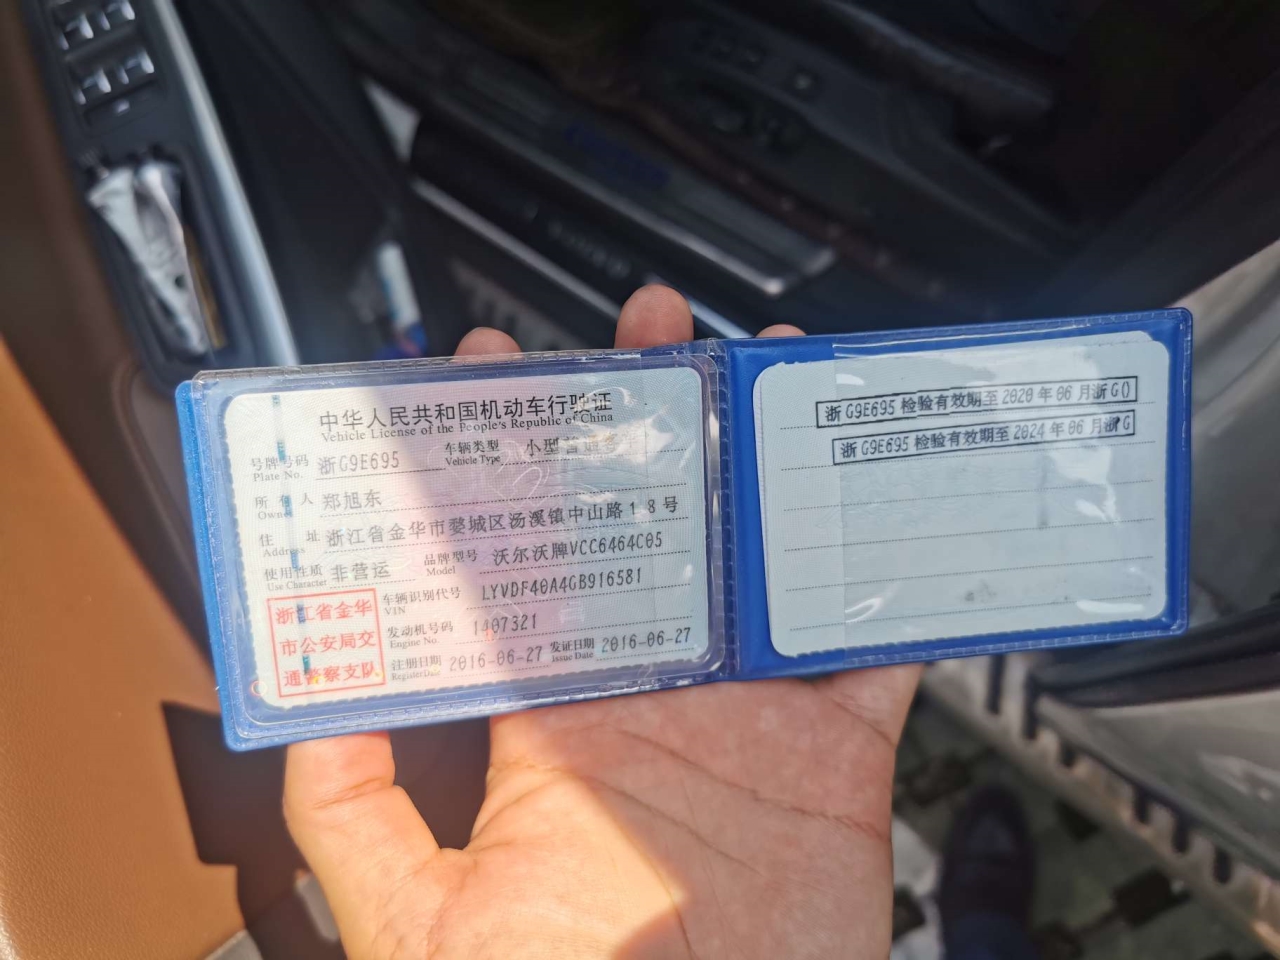 中华人民共和国机动车行驶证
Vehicle License of the People's Republic of China
号牌号码 浙G9E695 车辆类型 小型普通
Plate No. Vehicle Type
所有人 郑旭东
Owner
住址 浙江省金华市婺城区汤溪镇中山路18号
Address
使用性质 非营运 品牌型号 沃尔沃牌VCC6464C05
Use Character Model
浙江省金华
市公安局交
通警察支队
车辆识别代号 LYVDF40A4GB916581
VIN
发动机号码 1407321
Engine No.
注册日期 2016-06-27 发证日期 2016-06-27
Register Date Issue Date
浙G9E695检验有效期至2020年06月浙G()
浙G9E695检验有效期至2024年06月浙G